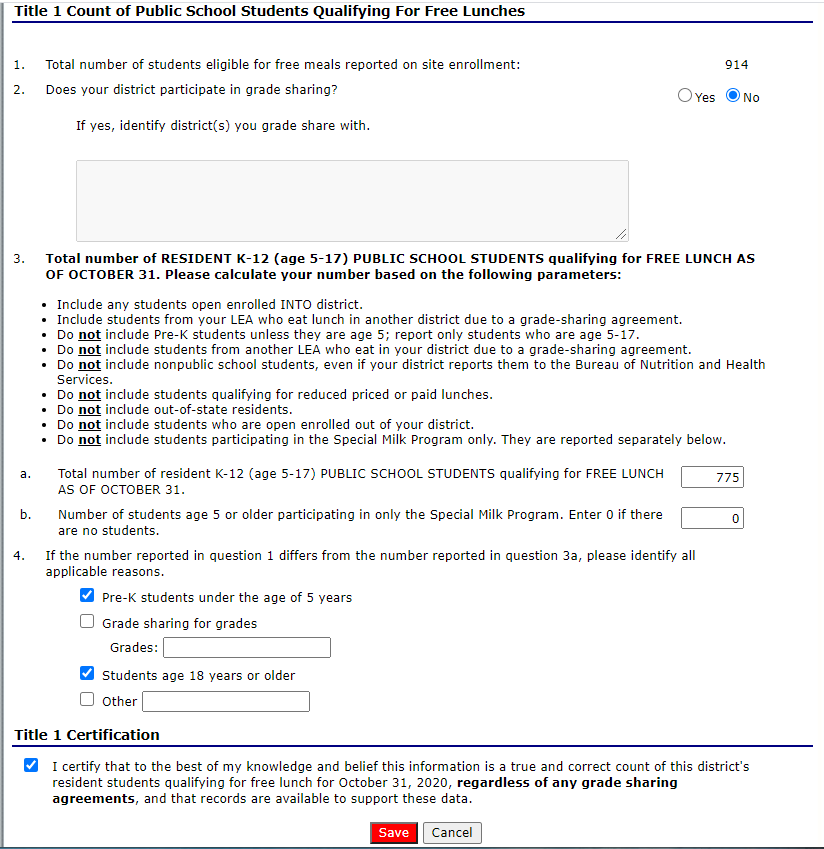 Title 1 Count of Public School Students Qualifying For Free Lunches
1. Total number of students eligible for free meals reported on site enrollment: 914
2. Does your district participate in grade sharing? Yes No
If yes, identify district(s) you grade share with.
3. Total number of RESIDENT K-12 (age 5-17) PUBLIC SCHOOL STUDENTS qualifying for FREE LUNCH AS
OF OCTOBER 31. Please calculate your number based on the following parameters:
• Include any students open enrolled INTO district.
• Include students from your LEA who eat lunch in another district due to a grade-sharing agreement.
• Do not include Pre-K students unless they are age 5; report only students who are age 5-17.
• Do not include students from another LEA who eat in your district due to a grade-sharing agreement.
• Do not include nonpublic school students, even if your district reports them to the Bureau of Nutrition and Health
Services.
• Do not include students qualifying for reduced priced or paid lunches.
• Do not include out-of-state residents.
• Do not include students who are open enrolled out of your district.
• Do not include students participating in the Special Milk Program only. They are reported separately below.
a. Total number of resident K-12 (age 5-17) PUBLIC SCHOOL STUDENTS qualifying for FREE LUNCH 775
AS OF OCTOBER 31.
b. Number of students age 5 or older participating in only the Special Milk Program. Enter 0 if there 0
are no students.
4. If the number reported in question 1 differs from the number reported in question 3a, please identify all
applicable reasons.
Pre-K students under the age of 5 years
Grade sharing for grades
Grades:
Students age 18 years or older
Other
Title 1 Certification
I certify that to the best of my knowledge and belief this information is a true and correct count of this district's
resident students qualifying for free lunch for October 31, 2020, regardless of any grade sharing
agreements, and that records are available to support these data.
Save Cancel